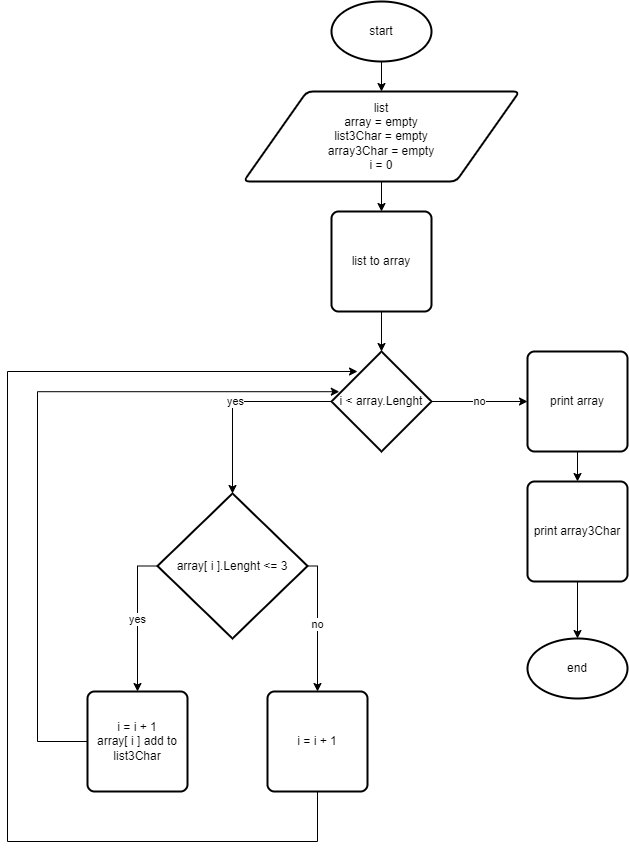 start
list
array = empty
list3Char = empty
array3Char = empty
i = 0
list to array
i < array.Lenght
yes
no
print array
print array3Char
end
array[ i ].Lenght <= 3
yes
no
i = i + 1
array[ i ] add to
list3Char
i = i + 1